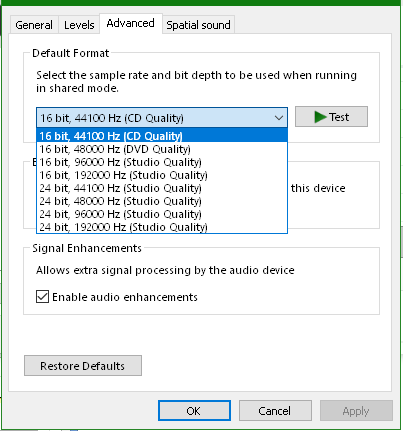 General
Levels
Advanced
Spatial sound
Default Format
Select the sample rate and bit depth to be used when running
in shared mode.
16 bit, 44100 Hz (CD Quality)
Test
16 bit, 44100 Hz (CD Quality)
16 bit, 48000 Hz (DVD Quality)
16 bit, 96000 Hz (Studio Quality)
16 bit, 192000 Hz (Studio Quality)
24 bit, 44100 Hz (Studio Quality)
24 bit, 48000 Hz (Studio Quality)
24 bit, 96000 Hz (Studio Quality)
24 bit, 192000 Hz (Studio Quality)
this device
Signal Enhancements
Allows extra signal processing by the audio device
Enable audio enhancements
Restore Defaults
OK
Cancel
Apply